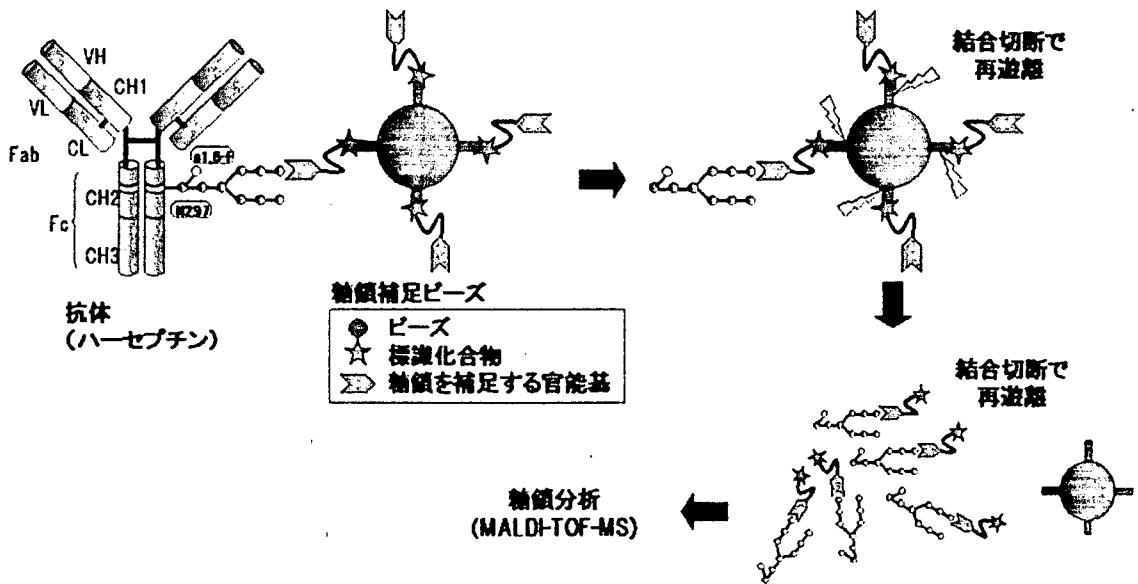 VH
CH1
VL
CL
Fab
α1,6-f
CH2
N297
Fc
CH3
抗体
(ハーセプチン)
糖鎖補足ビーズ
ビーズ
標識化合物
糖鎖を補足する官能基
結合切断で
再遊離
結合切断で
再遊離
糖鎖分析
(MALDI-TOF-MS)